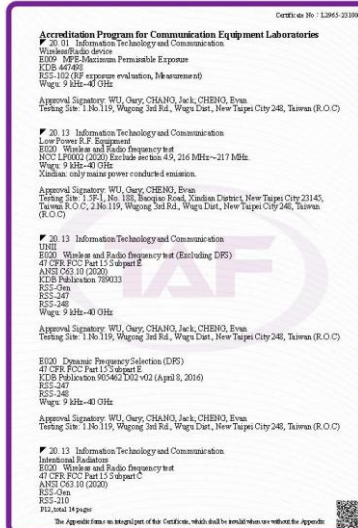 Certificate No : L2965-23100
Accreditation Program for Communication Equipment Laboratories
20. 01 Information Technology and Communication
Wireless/Radio device
E009 MPE-Maximum Permissible Exposure
KDB 447498
RSS-102 (RF exposure evaluation, Measurement)
Wugu: 9 kHz~40 GHz
Approval Signatory: WU, Gary, CHANG, Jack, CHENG, Evan
Testing Site: 1.No.119, Wugong 3rd Rd., Wugu Dist., New Taipei City 248, Taiwan (R.O.C)
20. 13 Information Technology and Communication
Low Power R.F. Equipment
E020 Wireless and Radio frequency test
NCC LP0002 (2020) Exclude section 4.9, 216 MHz~217 MHz.
Wugu: 9 kHz~40 GHz
Xindian: only mains power conducted emission.
Approval Signatory: WU, Gary, CHENG, Evan
Testing Site: 1.5F-1, No. 188, Baoqiao Road, Xindian District, New Taipei City 23145,
Taiwan R.O.C, 2.No.119, Wugong 3rd Rd., Wugu Dist., New Taipei City 248, Taiwan
(R.O.C)
20. 13 Information Technology and Communication
UNII
E020 Wireless and Radio frequency test (Excluding DFS)
47 CFR FCC Part 15 Subpart E
ANSI C63.10 (2020)
KDB Publication 789033
RSS-Gen
RSS-247
RSS-248
Wugu: 9 kHz~40 GHz
Approval Signatory: WU, Gary, CHANG, Jack, CHENG, Evan
Testing Site: 1.No.119, Wugong 3rd Rd., Wugu Dist., New Taipei City 248, Taiwan (R.O.C)
E020 Dynamic Frequency Selection (DFS)
47 CFR FCC Part 15 Subpart E
KDB Publication 905462 D02 v02 (April 8, 2016)
RSS-247
RSS-248
Wugu: 9 kHz~40 GHz
Approval Signatory: WU, Gary, CHANG, Jack, CHENG, Evan
Testing Site: 1.No.119, Wugong 3rd Rd., Wugu Dist., New Taipei City 248, Taiwan (R.O.C)
20. 13 Information Technology and Communication
Intentional Radiators
E020 Wireless and Radio frequency test
47 CFR FCC Part 15 Subpart C
ANSI C63.10 (2020)
RSS-Gen
RSS-210
P12, total 14 pages
The Appendix forms an integral part of this Certificate, which shall be invalid when use without the Appendix